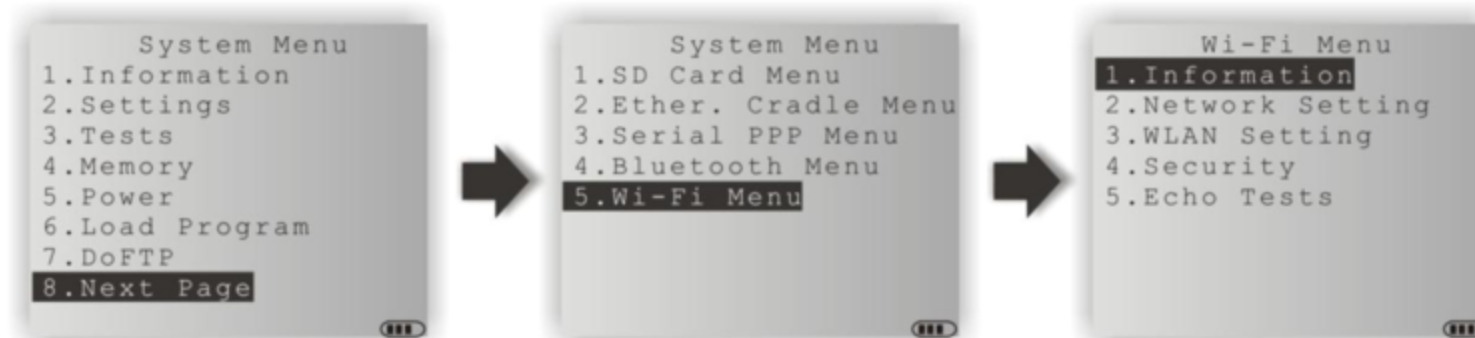 System Menu
1.Information
2.Settings
3.Tests
4.Memory
5.Power
6.Load Program
7.DoFTP
8.Next Page
System Menu
1.SD Card Menu
2.Ether. Cradle Menu
3.Serial PPP Menu
4.Bluetooth Menu
5.Wi-Fi Menu
Wi-Fi Menu
1.Information
2.Network Setting
3.WLAN Setting
4.Security
5.Echo Tests